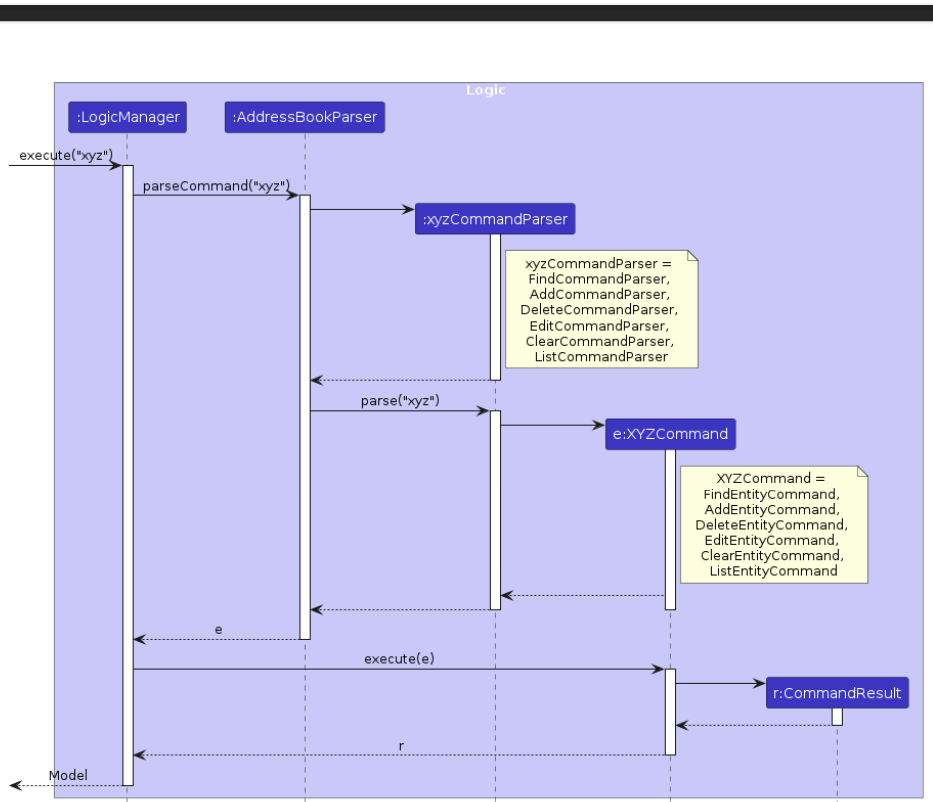 Logic
:LogicManager
:AddressBookParser
execute("xyz")
parseCommand("xyz")
:xyzCommandParser
xyzCommandParser =
FindCommandParser,
AddCommandParser,
DeleteCommandParser,
EditCommandParser,
ClearCommandParser,
ListCommandParser
parse("xyz")
e:XYZCommand
XYZCommand =
FindEntityCommand,
AddEntityCommand,
DeleteEntityCommand,
EditEntityCommand,
ClearEntityCommand,
ListEntityCommand
e
execute(e)
r:CommandResult
r
Model